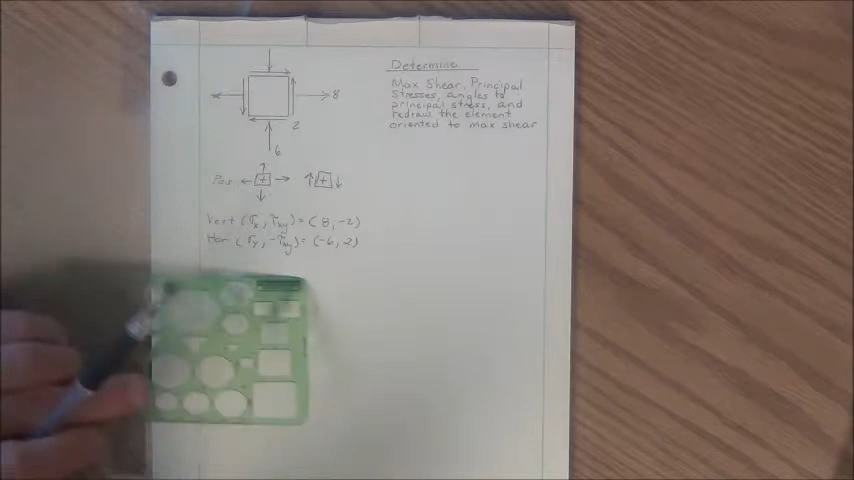 8
2
6
Determine
Max Shear, Principal
Stresses, angles to
principal stress, and
redraw the element
oriented to max shear
Pos + +
Vert (σx, τxy) = (8, -2)
Hor (σy, -τxy) = (-6, 2)